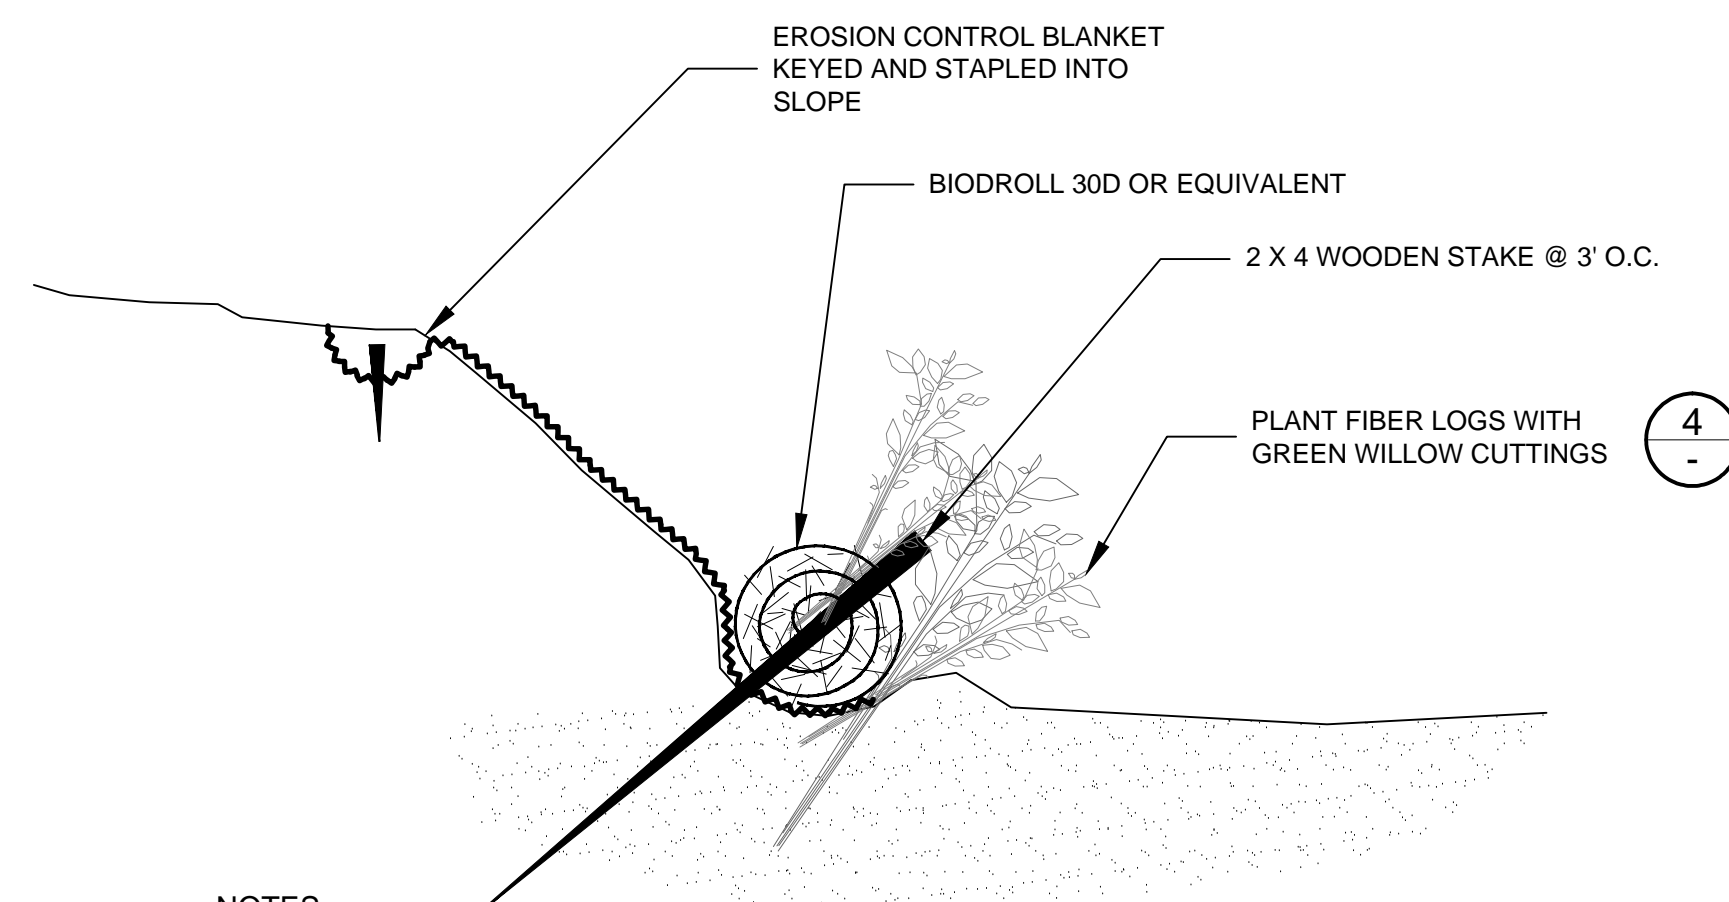 EROSION CONTROL BLANKET
KEYED AND STAPLED INTO
SLOPE
BIODROLL 30D OR EQUIVALENT
2 X 4 WOODEN STAKE @ 3' O.C.
PLANT FIBER LOGS WITH
GREEN WILLOW CUTTINGS
4
-
NOTES